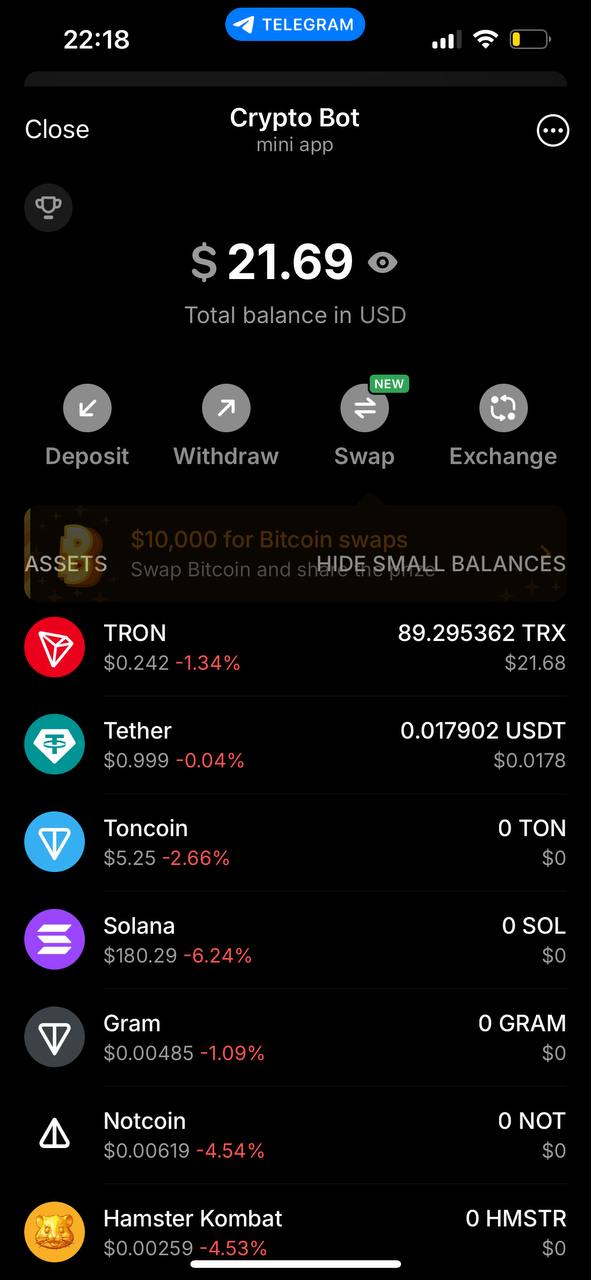 22:18
TELEGRAM
Close
Crypto Bot
mini app
$ 21.69
Total balance in USD
NEW
Deposit
Withdraw
Swap
Exchange
$10,000 for Bitcoin swaps
ASSETS
HIDE SMALL BALANCES
Swap Bitcoin and share the prize
TRON
89.295362 TRX
$0.242 -1.34%
$21.68
Tether
0.017902 USDT
$0.999 -0.04%
$0.0178
Toncoin
0 TON
$5.25 -2.66%
$0
Solana
0 SOL
$180.29 -6.24%
$0
Gram
0 GRAM
$0.00485 -1.09%
$0
Notcoin
0 NOT
$0.00619 -4.54%
$0
Hamster Kombat
0 HMSTR
$0.00259 -4.53%
$0